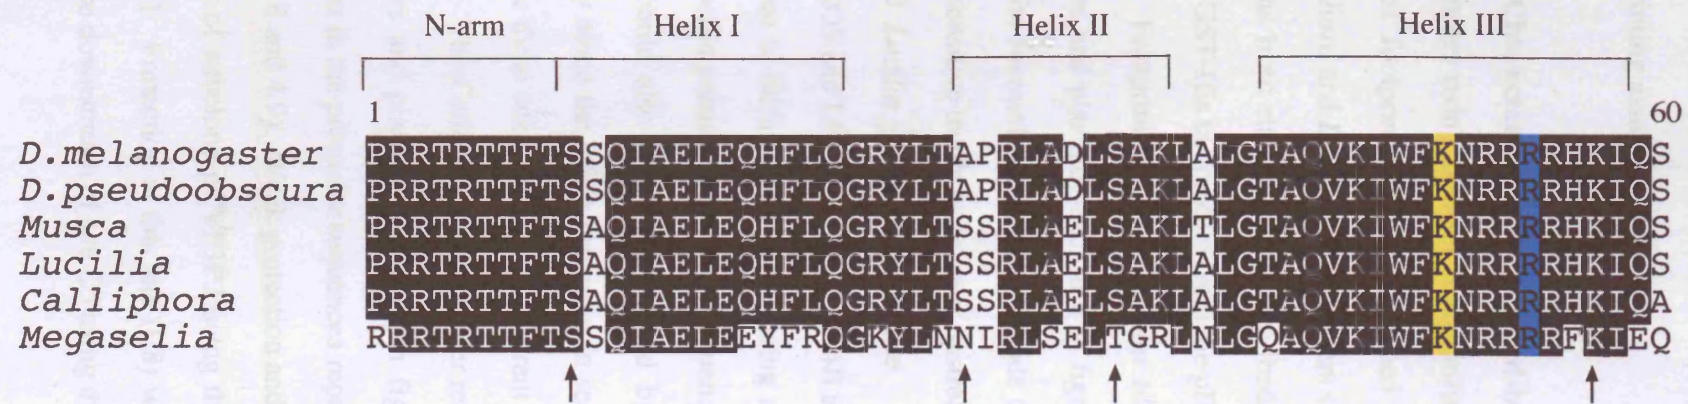 N-arm Helix I Helix II Helix III
1 60
D.melanogaster PRRTRTTFTSSQIAELEQHFLQGRYLTAPRLADLSAKLALGTAQVKIWFKNRRRRHKIQS
D.pseudoobscura PRRTRTTFTSSQIAELEQHFLQGRYLTAPRLADLSAKLALGTAQVKIWFKNRRRRHKIQS
Musca PRRTRTTFTSAQIAELEQHFLQGRYLTSSRLAELSAKLTLGTAQVKIWFKNRRRRHKIQS
Lucilia PRRTRTTFTSAQIAELEQHFLQGRYLTSSRLAELSAKLALGTAQVKIWFKNRRRRHKIQS
Calliphora PRRTRTTFTSAQIAELEQHFLQGRYLTSSRLAELSAKLALGTAQVKIWFKNRRRRHKIQA
Megaselia RRRTRTTFTSSQIAELEEYFRQGKYLNNIRLSELTGRLNLGQAQVKIWFKNRRRRFKIEQ